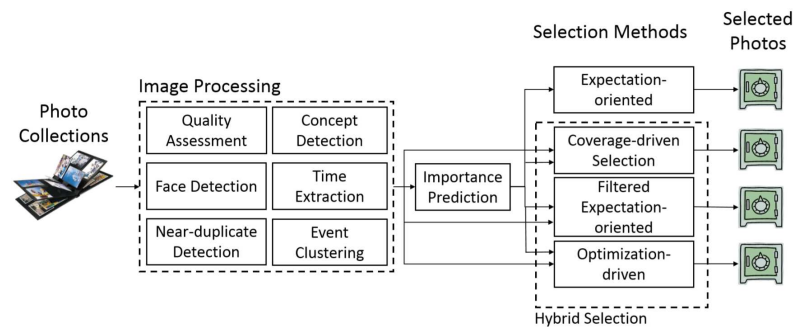 Photo
Collections
Image Processing
Quality
Assessment
Concept
Detection
Face Detection
Time
Extraction
Near-duplicate
Detection
Event
Clustering
Importance
Prediction
Selection Methods
Expectation-
oriented
Coverage-driven
Selection
Filtered
Expectation-
oriented
Optimization-
driven
Hybrid Selection
Selected
Photos